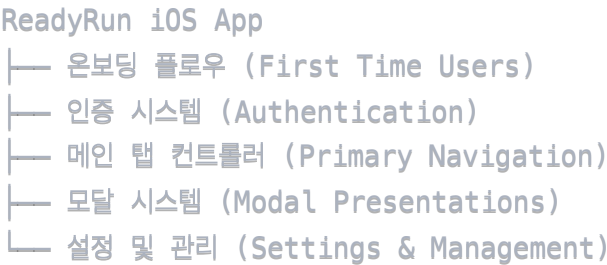 ReadyRun iOS App
├── 온보딩 플로우 (First Time Users)
├── 인증 시스템 (Authentication)
├── 메인 탭 컨트롤러 (Primary Navigation)
├── 모달 시스템 (Modal Presentations)
└── 설정 및 관리 (Settings & Management)